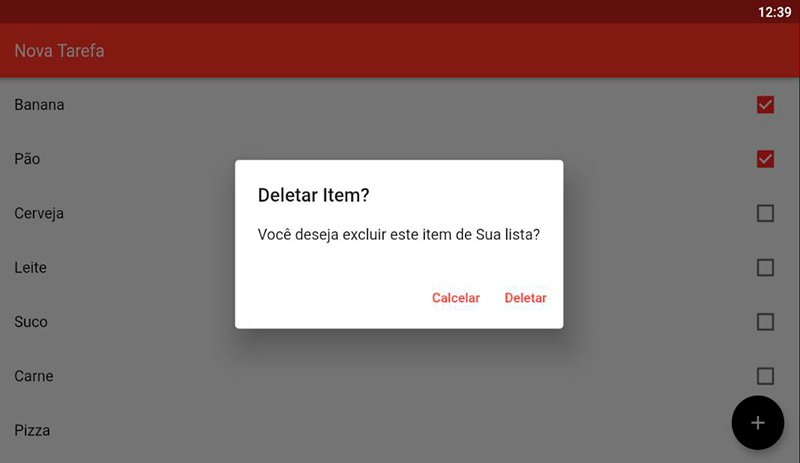 12:39
Nova Tarefa
Banana
Pão
Cerveja
Leite
Suco
Carne
Pizza
Deletar Item?
Você deseja excluir este item de Sua lista?
Calcelar Deletar